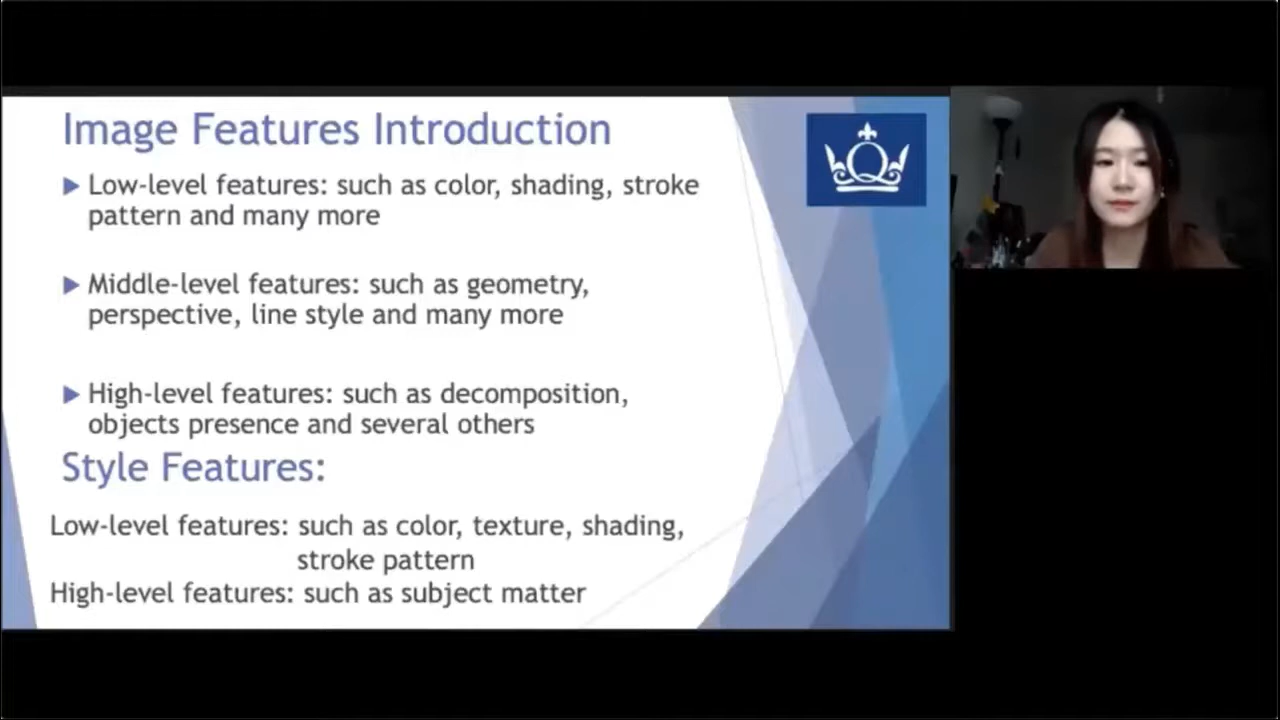 Image Features Introduction
Low-level features: such as color, shading, stroke
pattern and many more
Middle-level features: such as geometry,
perspective, line style and many more
High-level features: such as decomposition,
objects presence and several others
Style Features:
Low-level features: such as color, texture, shading,
stroke pattern
High-level features: such as subject matter